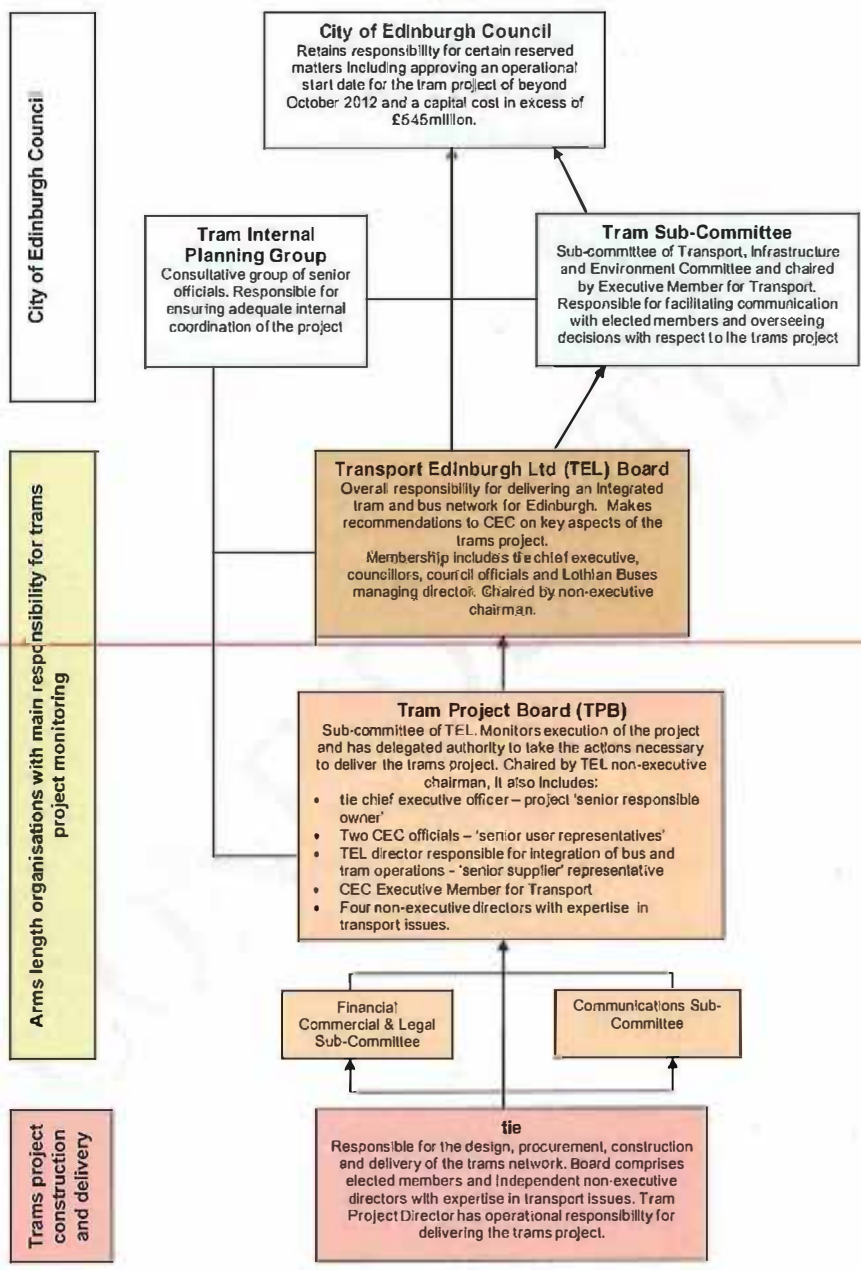 City of Edinburgh Council
City of Edinburgh Council
Retains responsibility for certain reserved
matters including approving an operational
start date for the tram project of beyond
October 2012 and a capital cost in excess of
£545million.
Tram Internal
Planning Group
Consultative group of senior
officials. Responsible for
ensuring adequate internal
coordination of the project
Tram Sub-Committee
Sub-committee of Transport, Infrastructure
and Environment Committee and chaired
by Executive Member for Transport.
Responsible for facilitating communication
with elected members and overseeing
decisions with respect to the trams project
Arms length organisations with main responsibility for trams
project monitoring
Transport Edinburgh Ltd (TEL) Board
Overall responsibility for delivering an Integrated
tram and bus network for Edinburgh. Makes
recommendations to CEC on key aspects of the
trams project.
Membership includes tie chief executive,
councillors, council officials and Lothian Buses
managing director. Chaired by non-executive
chairman.
Tram Project Board (TPB)
Sub-committee of TEL. Monitors execution of the project
and has delegated authority to take the actions necessary
to deliver the trams project. Chaired by TEL non-executive
chairman, it also includes:
• tie chief executive officer – project 'senior responsible
owner'
• Two CEC officials – 'senior user representatives'
• TEL director responsible for integration of bus and
tram operations – 'senior supplier' representative
• CEC Executive Member for Transport
• Four non-executive directors with expertise in
transport issues.
Financial
Commercial & Legal
Sub-Committee
Communications Sub-
Committee
Trams project
construction
and delivery
tie
Responsible for the design, procurement, construction
and delivery of the trams network. Board comprises
elected members and Independent non-executive
directors with expertise in transport issues. Tram
Project Director has operational responsibility for
delivering the trams project.